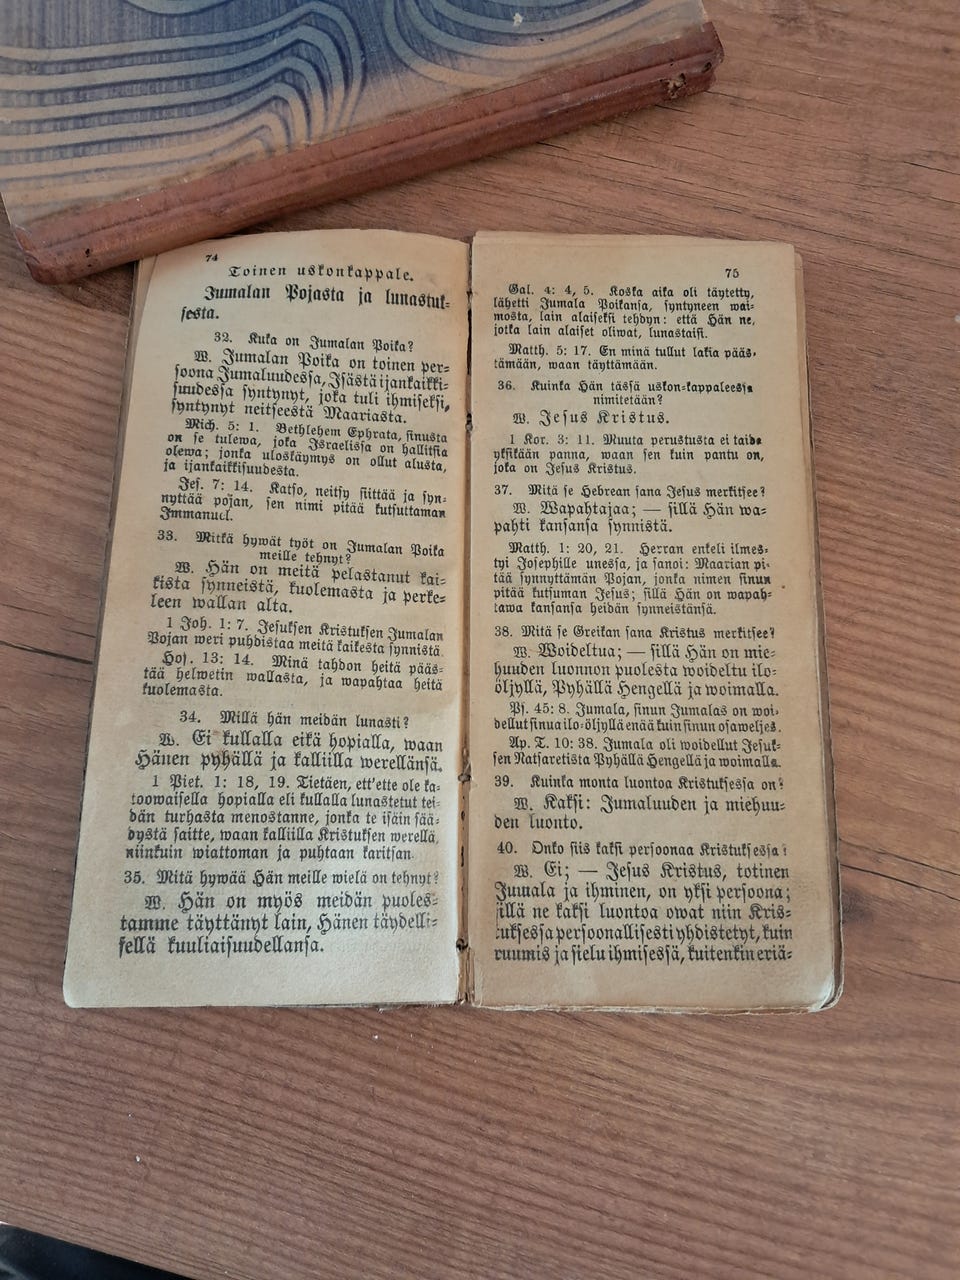 74
Toinen uskonkappale.
Jumalan Pojasta ja lunastuk-
sesta.
32. Kuka on Jumalan Poika?
W. Jumalan Poika on toinen per-
soona Jumaluudessa, Isästä ijankaikki-
suudessa syntynyt, joka tuli ihmiseksi,
syntynyt neitseestä Maariasta.
Mich. 5: 1. Bethlehem Ephrata, sinusta
on se tulewa, joka Israelissa on hallitsia
olewa; jonka uloskäymys on ollut alusta,
ja ijankaikkisuudesta.
Jes. 7: 14. Katso, neitsy siittää ja syn-
nyttää pojan, sen nimi pitää kutsuttaman
Immanuel.
33. Mitkä hywät työt on Jumalan Poika
meille tehnyt?
W. Hän on meitä pelastanut kai-
kista synneistä, kuolemasta ja perke-
leen wallan alta.
1 Joh. 1: 7. Jesuksen Kristuksen Jumalan
Pojan weri puhdistaa meitä kaikesta synnistä.
Hos. 13: 14. Minä tahdon heitä pääs-
tää helwetin wallasta, ja wapahtaa heitä
kuolemasta.
34. Millä hän meidän lunasti?
W. Ei kullalla eikä hopialla, waan
Hänen pyhällä ja kalliilla werellänsä.
1 Piet. 1: 18, 19. Tietäen, ett'ette ole ka-
toowaisella hopialla eli kullalla lunastetut tei-
dän turhasta menostanne, jonka te isäin sää-
dystä saitte, waan kalliilla Kristuksen werellä,
niinkuin wiattoman ja puhtaan karitsan
35. Mitä hywää Hän meille wielä on tehnyt?
W. Hän on myös meidän puoles-
tamme täyttänyt lain, Hänen täydelli-
sellä kuuliaisuudellansa.
75
Gal. 4: 4, 5. Koska aika oli täytetty,
lähetti Jumala Poikansa, syntyneen wai-
mosta, lain alaiseksi tehdyn: että Hän ne,
jotka lain alaiset oliwat, lunastaisi.
Matth. 5: 17. En minä tullut lakia pääs-
tämään, waan täyttämään.
36. Kuinka Hän tässä uskon-kappaleessa
nimitetään?
W. Jesus Kristus.
1 Kor. 3: 11. Muuta perustusta ei taida
yksikään panna, waan sen kuin pantu on,
joka on Jesus Kristus.
37. Mitä se Hebrean sana Jesus merkitsee?
W. Wapahtajaa; — sillä Hän wa-
pahti kansansa synnistä.
Matth. 1: 20, 21. Herran enkeli ilmes-
tyi Josephille unessa, ja sanoi: Maarian pi-
tää synnyttämän Pojan, jonka nimen sinun
pitää kutsuman Jesus; sillä Hän on wapah-
tawa kansansa heidän synneistänsä.
38. Mitä se Greikan sana Kristus merkitsee?
W. Woideltua; — sillä Hän on mie-
huuden luonnon puolesta woideltu ilo-
öljyllä, Pyhällä Hengellä ja woimalla.
Ps. 45: 8. Jumala, sinun Jumalas on woi-
dellut sinua ilo-öljyllä enää kuin sinun osaweljes.
Ap. T. 10: 38. Jumala oli woidellut Jesuk-
sen Natsaretista Pyhällä Hengellä ja woimalla.
39. Kuinka monta luontoa Kristuksessa on?
W. Kaksi: Jumaluuden ja miehuu-
den luonto.
40. Onko siis kaksi persoonaa Kristuksessa?
W. Ei; — Jesus Kristus, totinen
Jumala ja ihminen, on yksi persoona;
sillä ne kaksi luontoa owat niin Kris-
tuksessa persoonallisesti yhdistetyt, kuin
ruumis ja sielu ihmisessä, kuitenkin eriä-